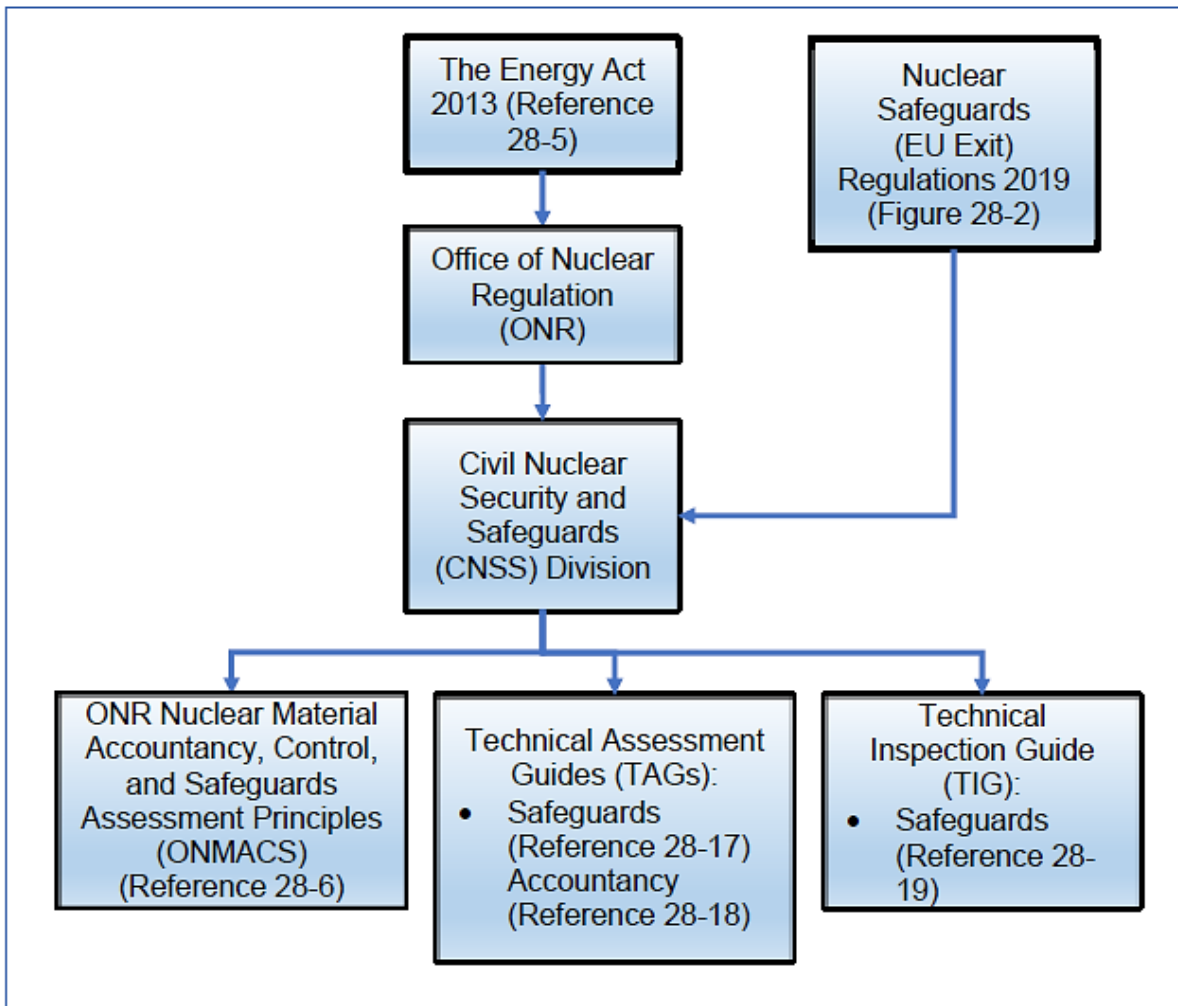 The Energy Act
2013 (Reference
28-5)
Nuclear
Safeguards
(EU Exit)
Regulations 2019
(Figure 28-2)
Office of Nuclear
Regulation
(ONR)
Civil Nuclear
Security and
Safeguards
(CNSS) Division
ONR Nuclear Material
Accountancy, Control,
and Safeguards
Assessment Principles
(ONMACS)
(Reference 28-6)
Technical Assessment
Guides (TAGs):
• Safeguards
(Reference 28-17)
Accountancy
(Reference 28-18)
Technical
Inspection Guide
(TIG):
• Safeguards
(Reference 28-
19)